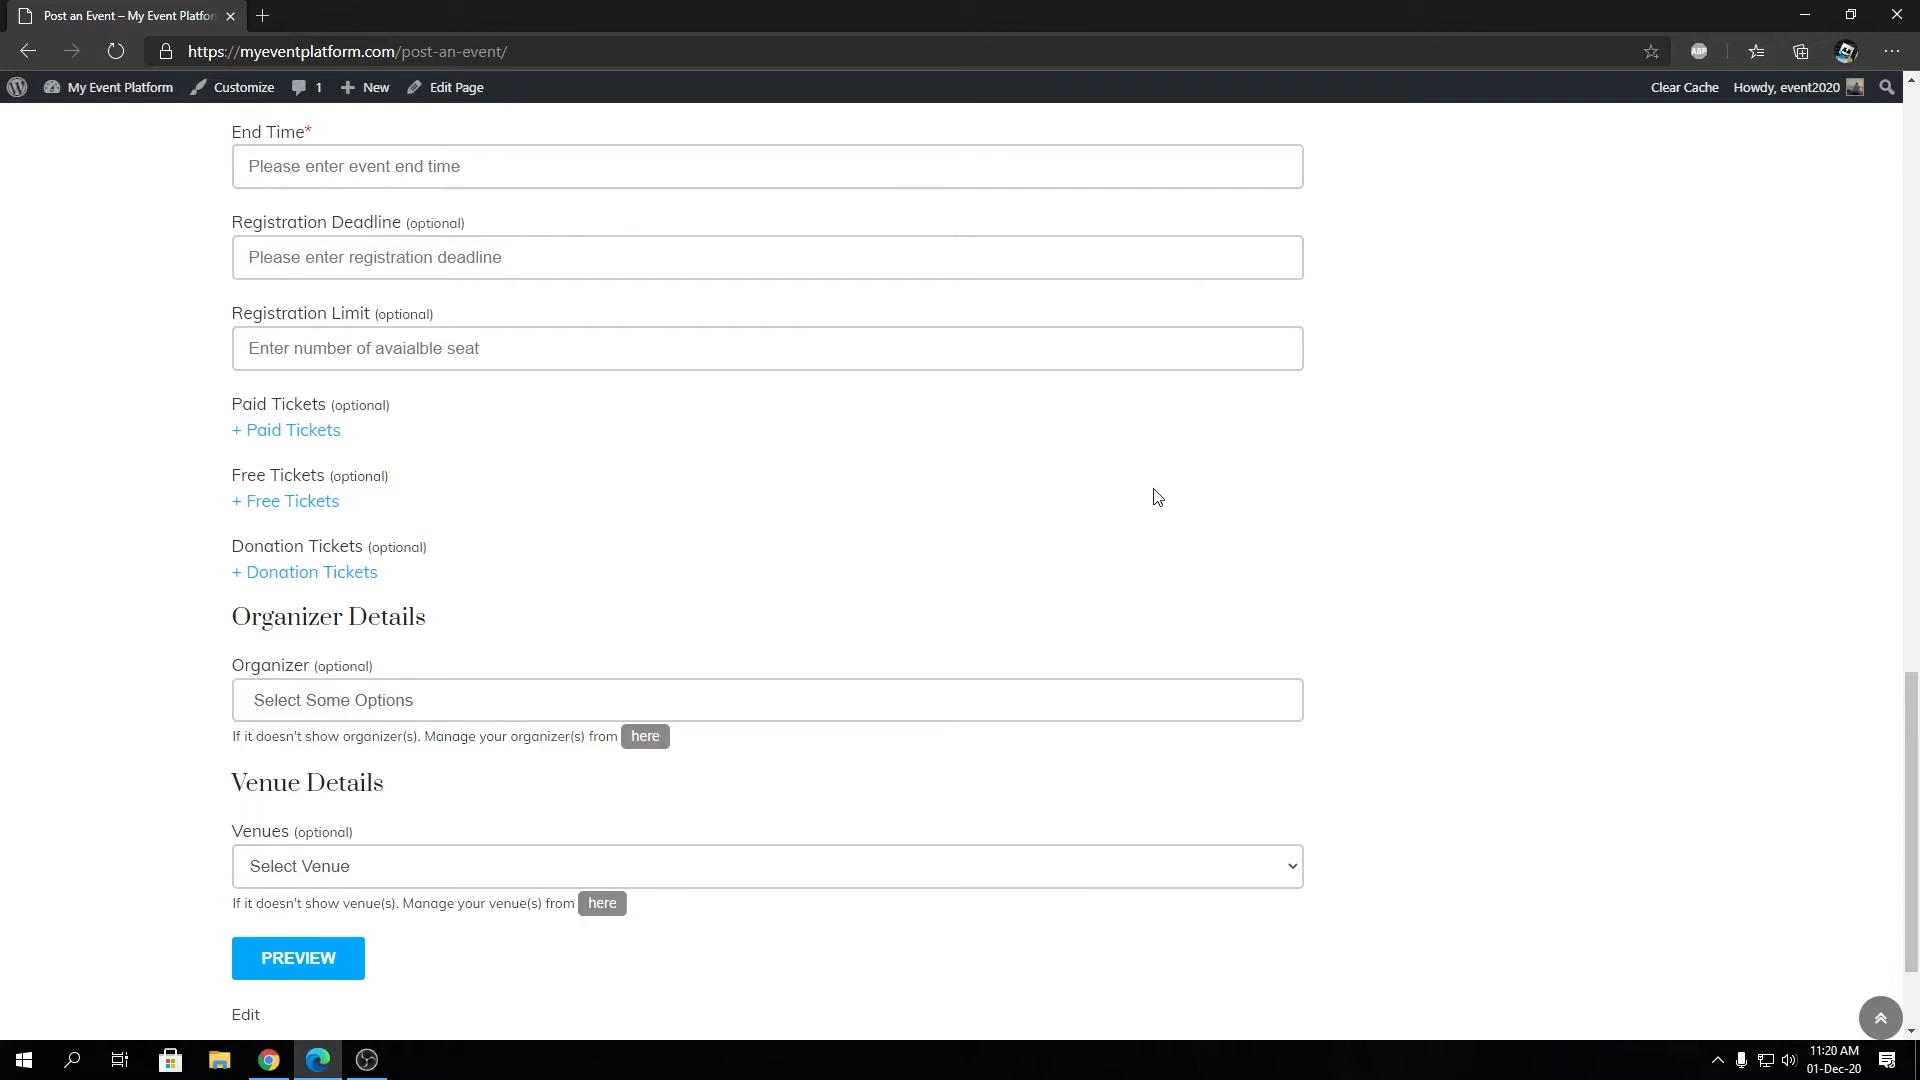 Post an Event – My Event Platfor
https://myeventplatform.com/post-an-event/
ABP
My Event Platform Customize 1 New Edit Page Clear Cache Howdy, event2020
End Time*
Please enter event end time
Registration Deadline (optional)
Please enter registration deadline
Registration Limit (optional)
Enter number of avaialble seat
Paid Tickets (optional)
+ Paid Tickets
Free Tickets (optional)
+ Free Tickets
Donation Tickets (optional)
+ Donation Tickets
Organizer Details
Organizer (optional)
Select Some Options
If it doesn't show organizer(s). Manage your organizer(s) from here
Venue Details
Venues (optional)
Select Venue
If it doesn't show venue(s). Manage your venue(s) from here
PREVIEW
Edit
11:20 AM
01-Dec-20